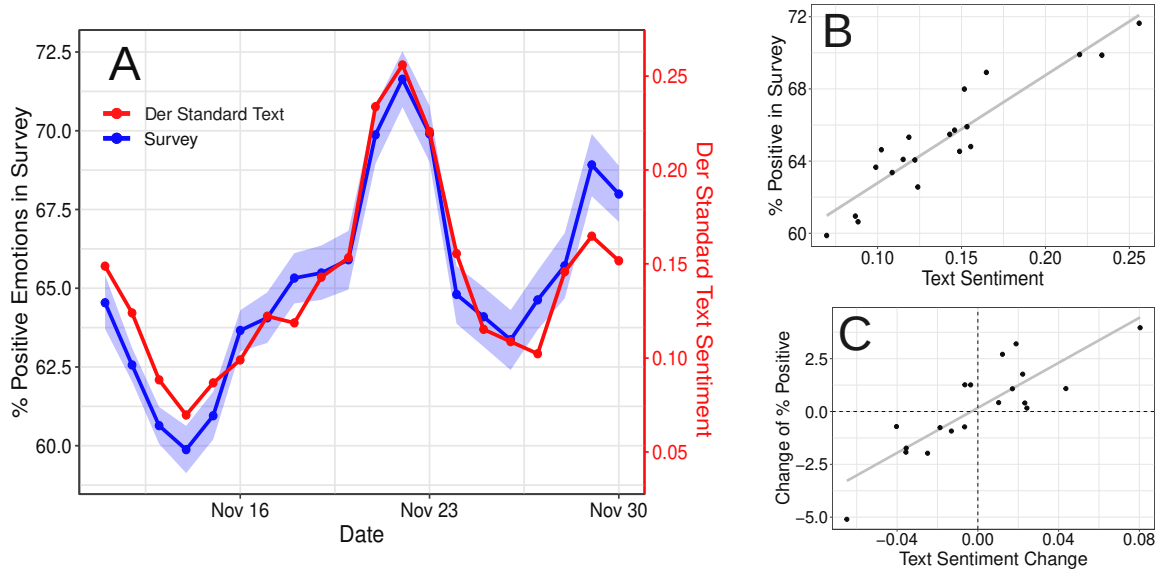 A
Der Standard Text
Survey
% Positive Emotions in Survey
72.5
70.0
67.5
65.0
62.5
60.0
0.25
0.20
0.15
0.10
0.05
Der Standard Text Sentiment
Nov 16
Nov 23
Nov 30
Date
B
% Positive in Survey
72
68
64
60
0.10
0.15
0.20
0.25
Text Sentiment
C
Change of % Positive
2.5
0.0
−2.5
−5.0
−0.04
0.00
0.04
0.08
Text Sentiment Change